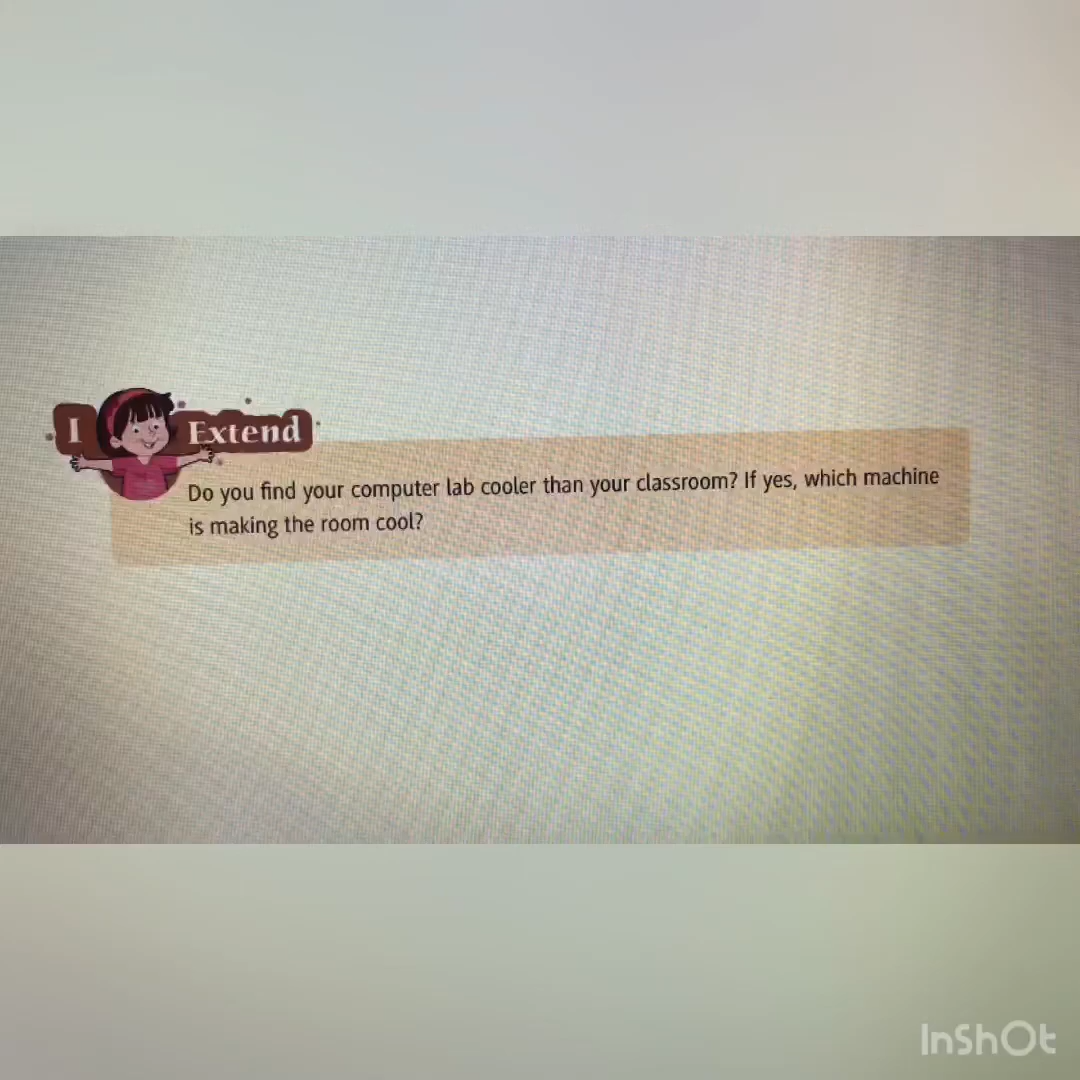 I Extend
Do you find your computer lab cooler than your classroom? If yes, which machine
is making the room cool?
InShOt